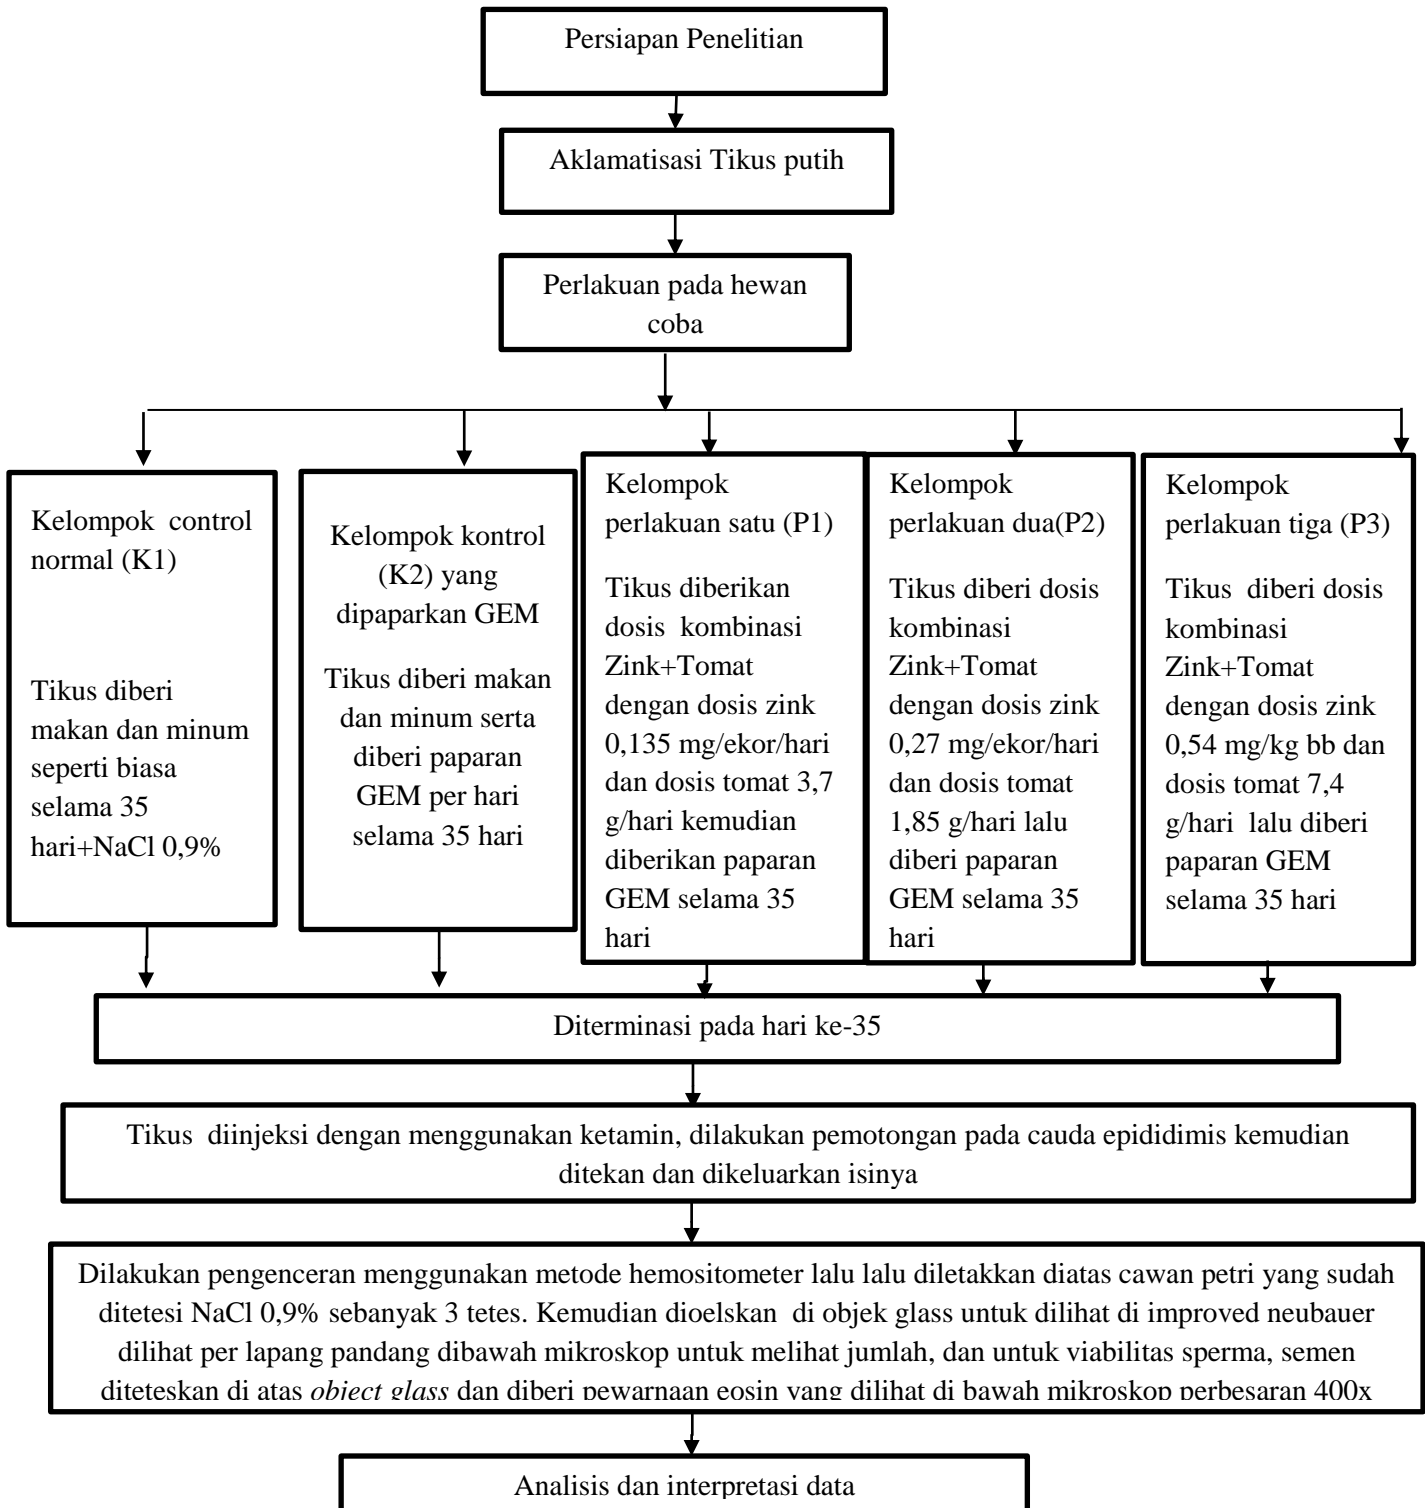 Persiapan Penelitian
Aklamatisasi Tikus putih
Perlakuan pada hewan
coba
Kelompok control
normal (K1)
Tikus diberi
makan dan minum
seperti biasa
selama 35
hari+NaCl 0,9%
Kelompok kontrol
(K2) yang
dipaparkan GEM
Tikus diberi makan
dan minum serta
diberi paparan
GEM per hari
selama 35 hari
Kelompok
perlakuan satu (P1)
Tikus diberikan
dosis kombinasi
Zink+Tomat
dengan dosis zink
0,135 mg/ekor/hari
dan dosis tomat 3,7
g/hari kemudian
diberikan paparan
GEM selama 35
hari
Kelompok
perlakuan dua(P2)
Tikus diberi dosis
kombinasi
Zink+Tomat
dengan dosis zink
0,27 mg/ekor/hari
dan dosis tomat
1,85 g/hari lalu
diberi paparan
GEM selama 35
hari
Kelompok
perlakuan tiga (P3)
Tikus diberi dosis
kombinasi
Zink+Tomat
dengan dosis zink
0,54 mg/kg bb dan
dosis tomat 7,4
g/hari lalu diberi
paparan GEM
selama 35 hari
Diterminasi pada hari ke-35
Tikus diinjeksi dengan menggunakan ketamin, dilakukan pemotongan pada cauda epididimis kemudian
ditekan dan dikeluarkan isinya
Dilakukan pengenceran menggunakan metode hemositometer lalu lalu diletakkan diatas cawan petri yang sudah
ditetesi NaCl 0,9% sebanyak 3 tetes. Kemudian dioelskan di objek glass untuk dilihat di improved neubauer
dilihat per lapang pandang dibawah mikroskop untuk melihat jumlah, dan untuk viabilitas sperma, semen
diteteskan di atas object glass dan diberi pewarnaan eosin yang dilihat di bawah mikroskop perbesaran 400x
Analisis dan interpretasi data